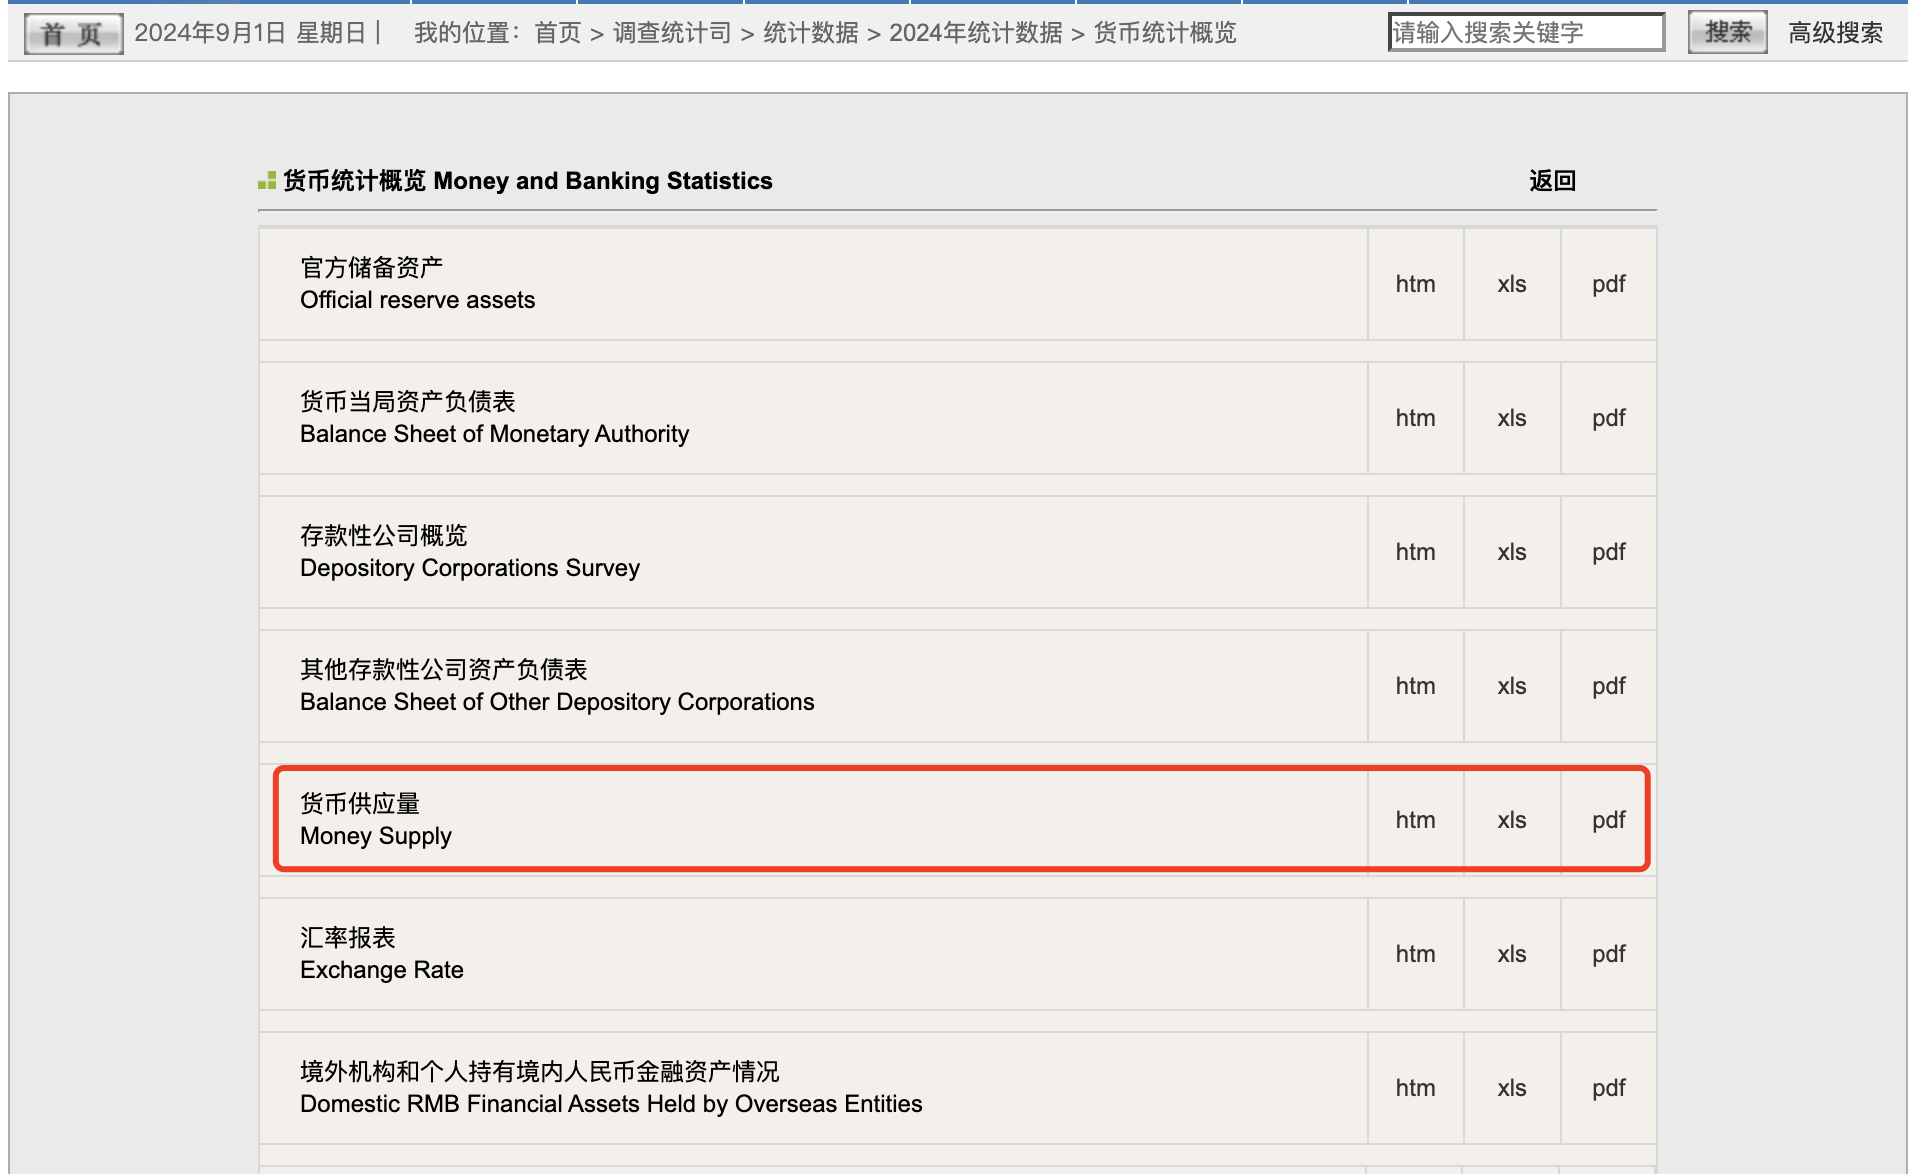 首 页 2024年9月1日 星期日 | 我的位置：首页 > 调查统计司 > 统计数据 > 2024年统计数据 > 货币统计概览 请输入搜索关键字 搜索 高级搜索
货币统计概览 Money and Banking Statistics 返回
官方储备资产
Official reserve assets
htm xls pdf
货币当局资产负债表
Balance Sheet of Monetary Authority
htm xls pdf
存款性公司概览
Depository Corporations Survey
htm xls pdf
其他存款性公司资产负债表
Balance Sheet of Other Depository Corporations
htm xls pdf
货币供应量
Money Supply
htm xls pdf
汇率报表
Exchange Rate
htm xls pdf
境外机构和个人持有境内人民币金融资产情况
Domestic RMB Financial Assets Held by Overseas Entities
htm xls pdf